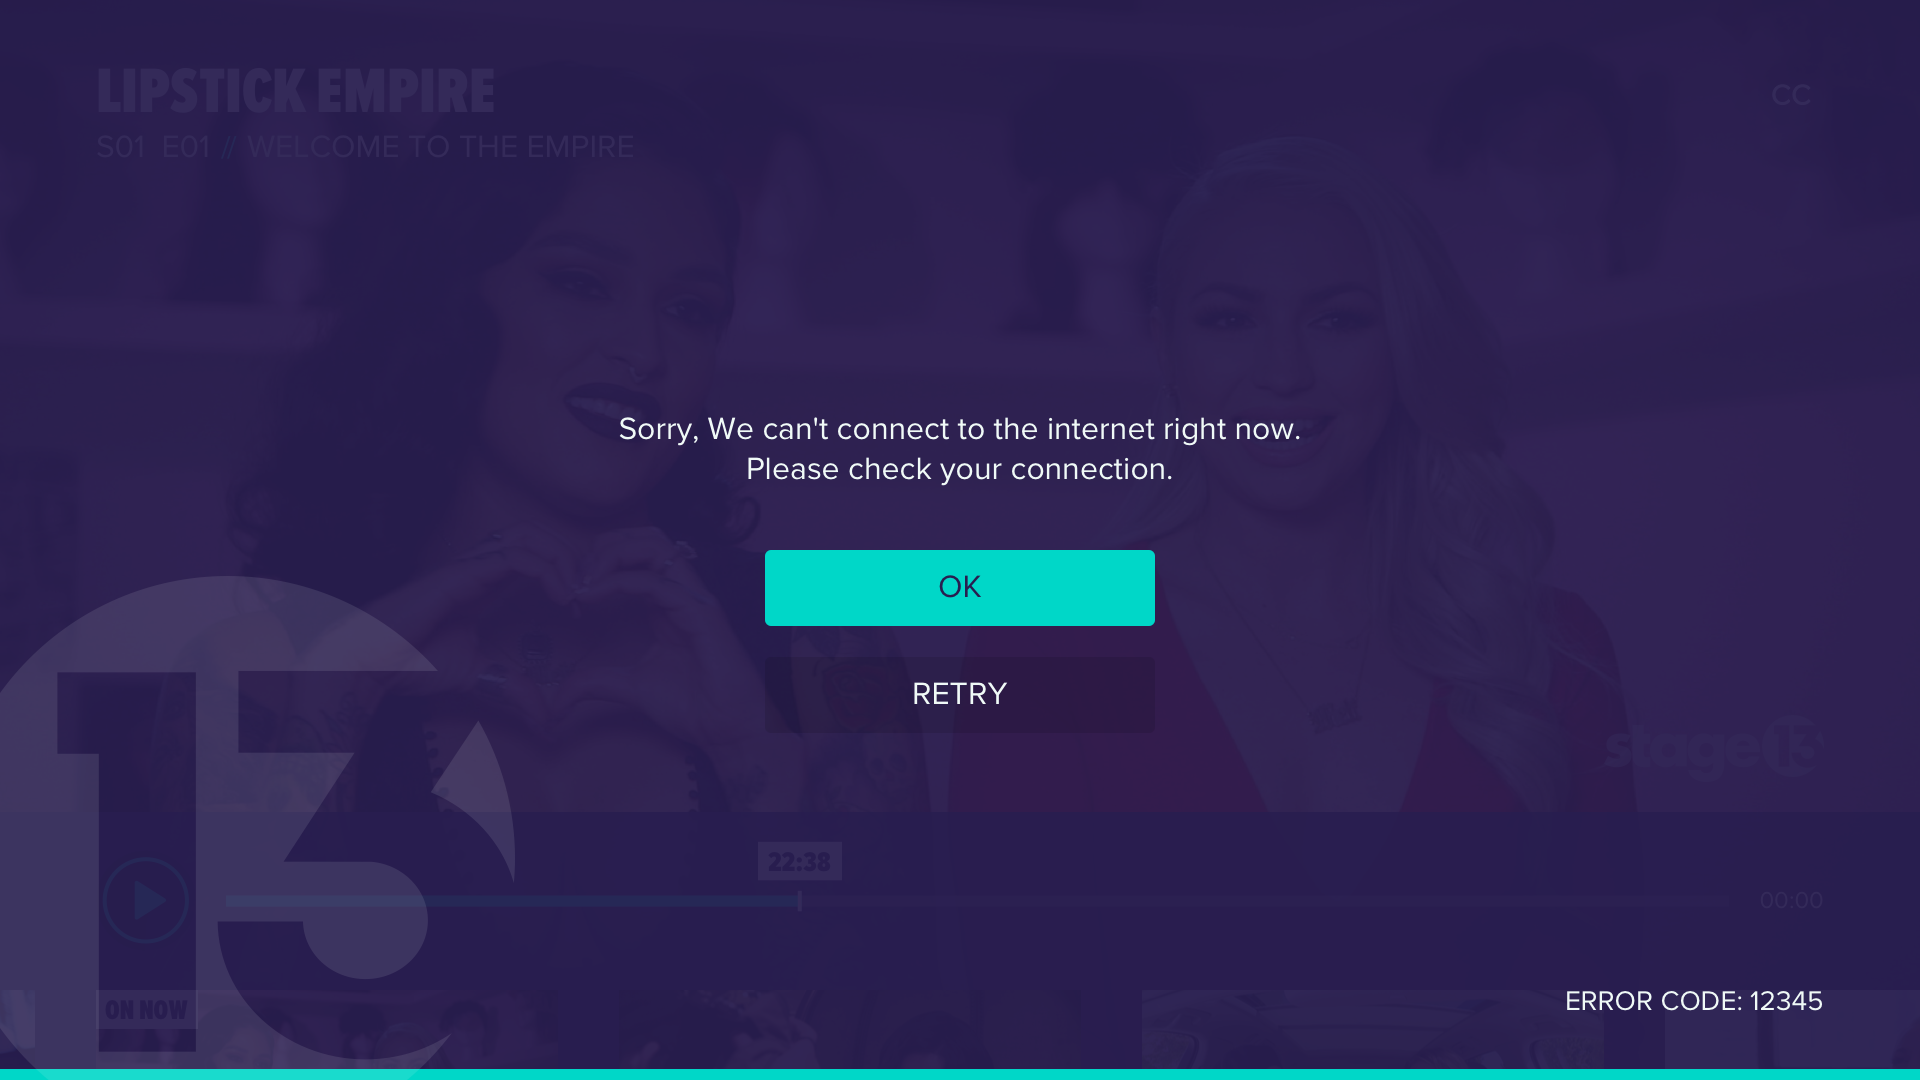 LIPSTICK EMPIRE
CC
S01 E01 // WELCOME TO THE EMPIRE
Sorry, We can't connect to the internet right now.
Please check your connection.
OK
RETRY
stage13
13
22:38
00:00
ON NOW
ERROR CODE: 12345